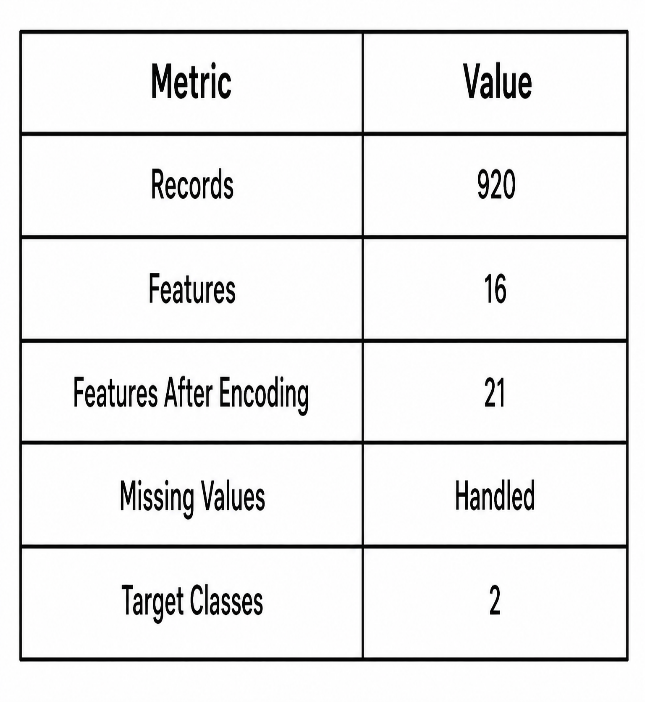 Metric Value
Records 920
Features 16
Features After Encoding 21
Missing Values Handled
Target Classes 2